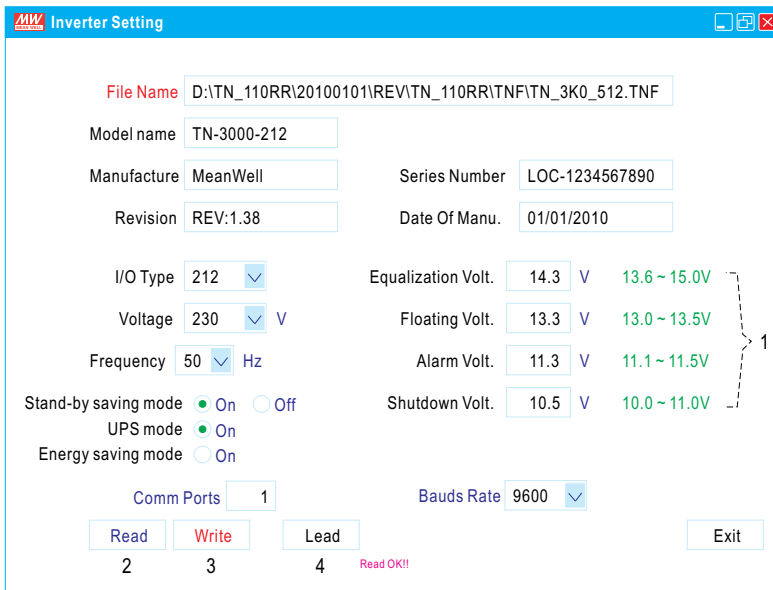 MW MEAN WELL Inverter Setting
File Name D:\TN_110RR\20100101\REV\TN_110RR\TNF\TN_3K0_512.TNF
Model name TN-3000-212
Manufacture MeanWell Series Number LOC-1234567890
Revision REV:1.38 Date Of Manu. 01/01/2010
I/O Type 212 Equalization Volt. 14.3 V 13.6 ~ 15.0V
Voltage 230 V Floating Volt. 13.3 V 13.0 ~ 13.5V
1
Frequency 50 Hz Alarm Volt. 11.3 V 11.1 ~ 11.5V
Stand-by saving mode On Off Shutdown Volt. 10.5 V 10.0 ~ 11.0V
UPS mode On
Energy saving mode On
Comm Ports 1 Bauds Rate 9600
Read Write Lead Exit
2 3 4 Read OK!!